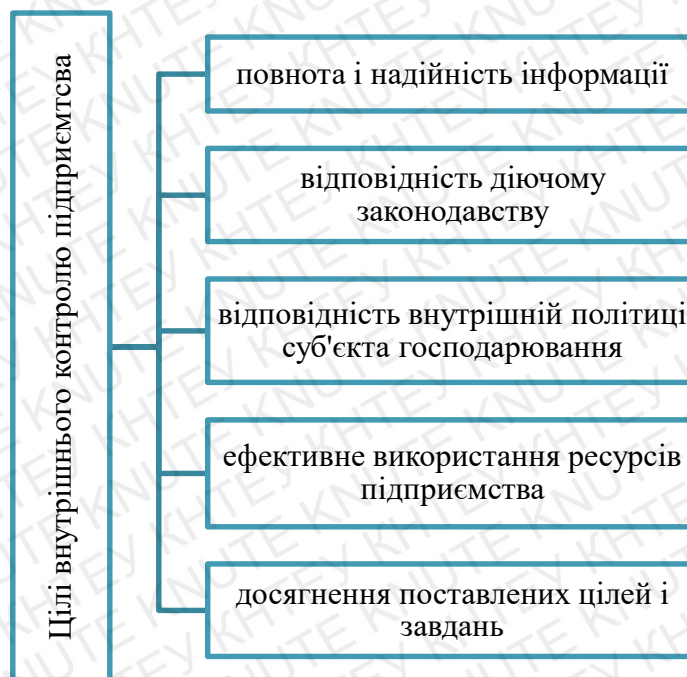 Цілі внутрішнього контролю підприємтсва
повнота і надійність інформації
відповідність діючому
законодавству
відповідність внутрішній політиці
суб'єкта господарювання
ефективне використання ресурсів
підприємства
досягнення поставлених цілей і
завдань